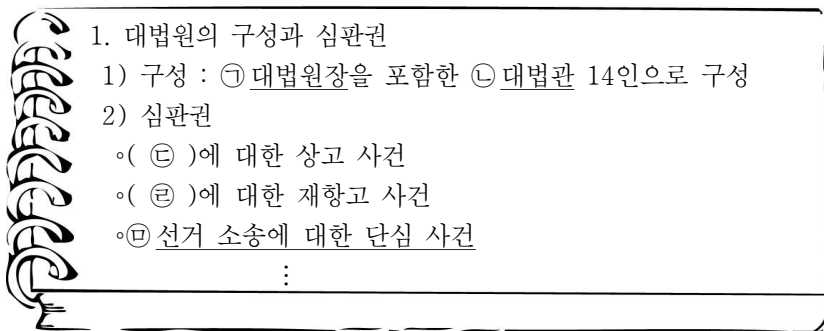 1. 대법원의 구성과 심판권
1) 구성 : ㉠대법원장을 포함한 ㉡대법관 14인으로 구성
2) 심판권
◦( ㉢ )에 대한 상고 사건
◦( ㉣ )에 대한 재항고 사건
◦㉤선거 소송에 대한 단심 사건
⋮